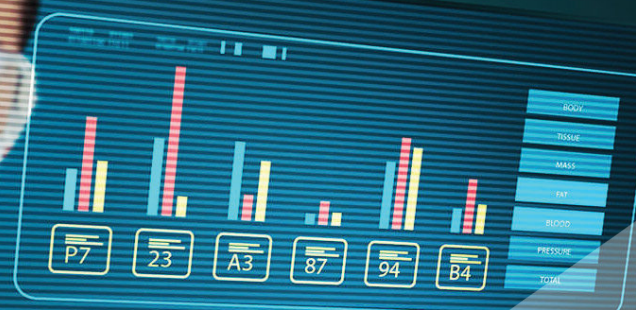 P7
23
A3
87
94
B4
BODY
TISSUE
MASS
FAT
BLOOD
PRESSURE
TOTAL